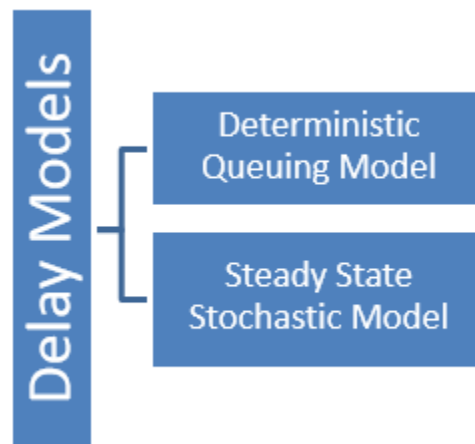 Delay Models
Deterministic
Queuing Model
Steady State
Stochastic Model